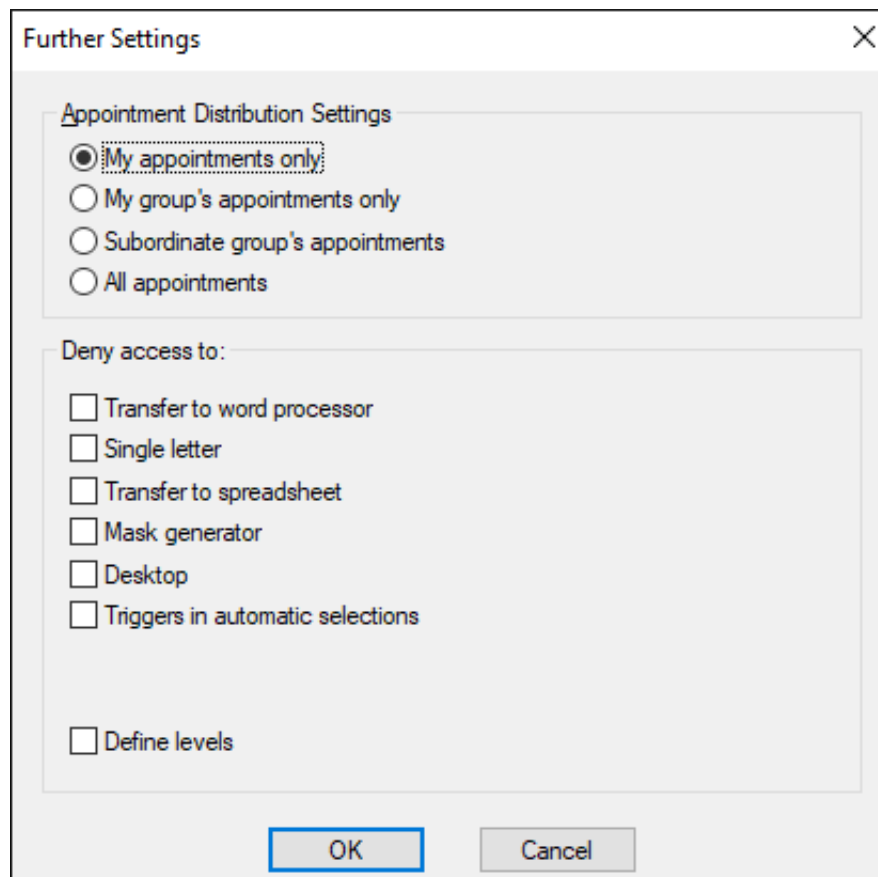 Further Settings
Appointment Distribution Settings
My appointments only
My group's appointments only
Subordinate group's appointments
All appointments
Deny access to:
Transfer to word processor
Single letter
Transfer to spreadsheet
Mask generator
Desktop
Triggers in automatic selections
Define levels
OK
Cancel